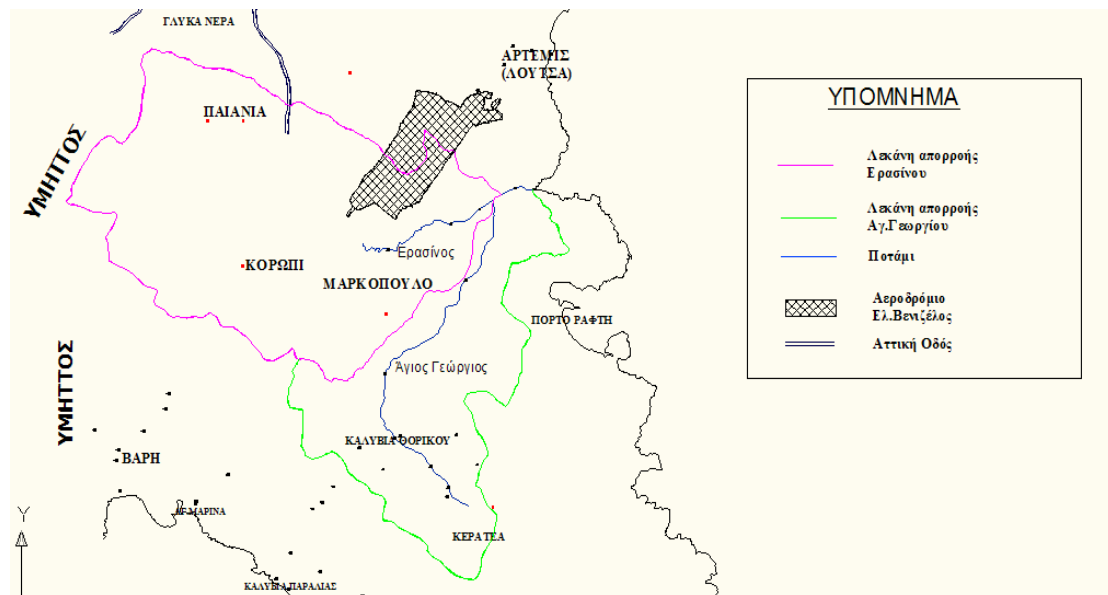 ΓΛΥΚΑ ΝΕΡΑ
ΑΡΤΕΜΙΣ
(ΛΟΥΤΣΑ)
ΠΑΙΑΝΙΑ
ΥΜΗΤΤΟΣ
Ερασίνος
ΚΟΡΩΠΙ
ΜΑΡΚΟΠΟΥΛΟ
ΠΟΡΤΟ ΡΑΦΤΗ
ΥΜΗΤΤΟΣ
Άγιος Γεώργιος
ΚΑΛΥΒΙΑ ΘΟΡΙΚΟΥ
ΒΑΡΗ
ΑΓ.ΜΑΡΙΝΑ
ΚΕΡΑΤΕΑ
ΚΑΛΥΒΙΑ ΠΑΡΑΛΙΑΣ
Y
ΥΠΟΜΝΗΜΑ
Λεκάνη απορροής
Ερασίνου
Λεκάνη απορροής
Αγ.Γεωργίου
Ποτάμι
Αεροδρόμιο
Ελ.Βενιζέλος
Αττική Οδός